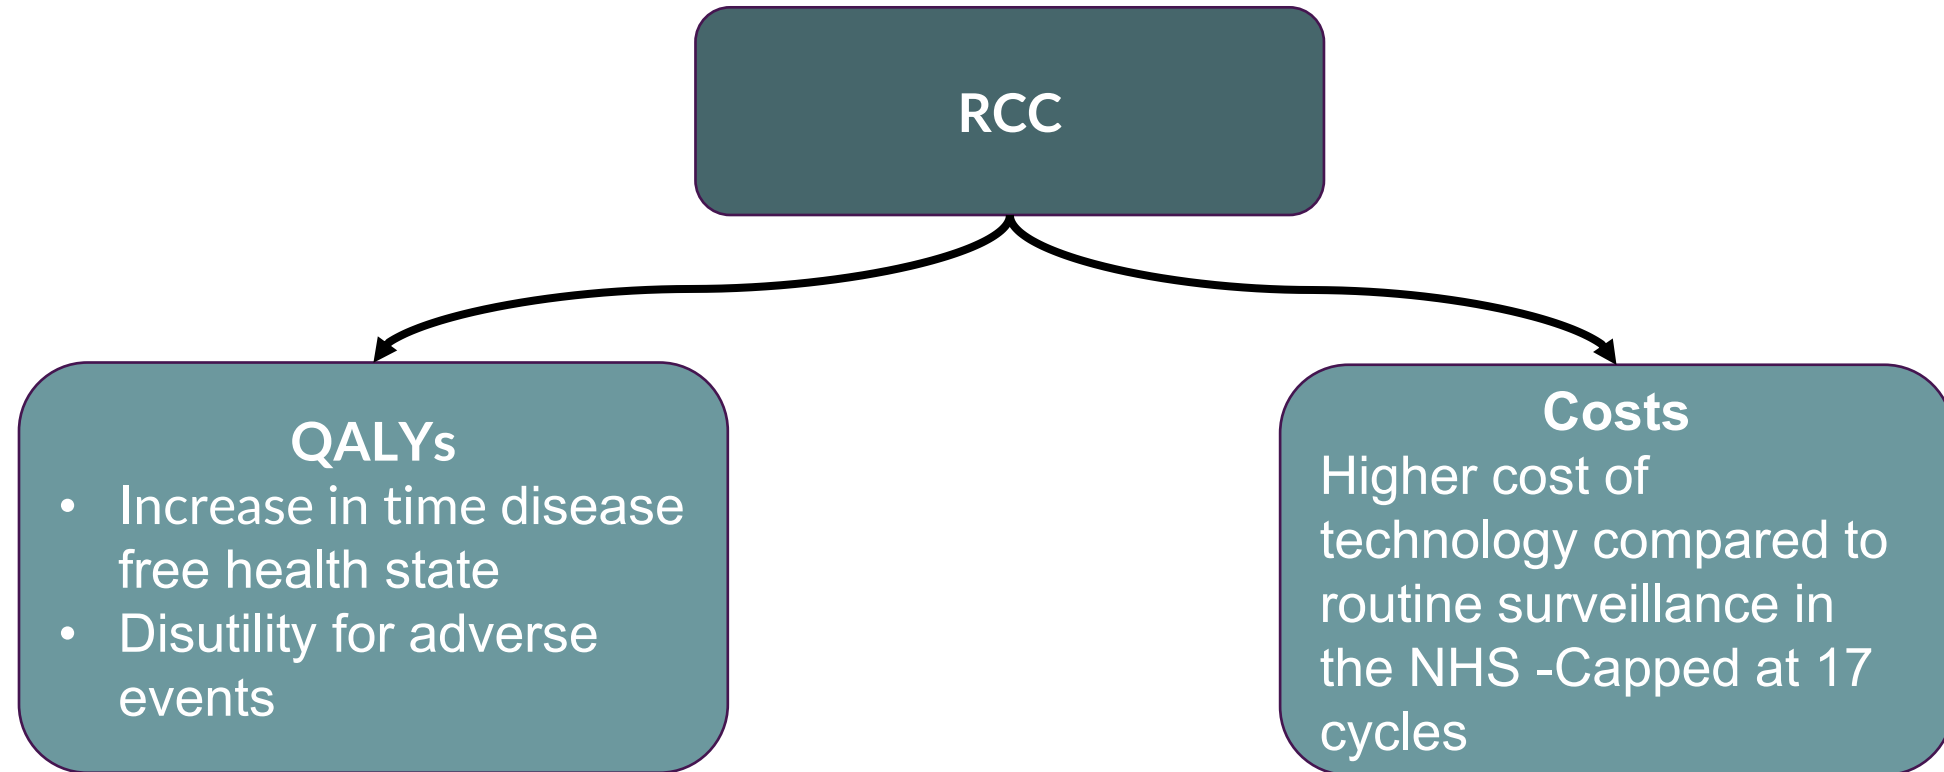 RCC
QALYs
• Increase in time disease
free health state
• Disutility for adverse
events
Costs
Higher cost of
technology compared to
routine surveillance in
the NHS -Capped at 17
cycles